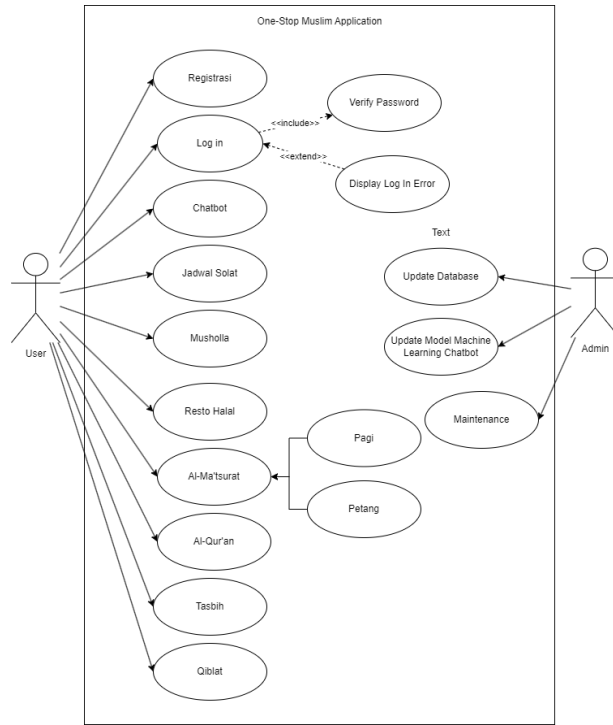 One-Stop Muslim Application
Registrasi
Verify Password
<<include>>
Log in
<<extend>>
Display Log In Error
Chatbot
Text
Jadwal Solat
Update Database
Musholla
Update Model Machine
Learning Chatbot
User
Admin
Resto Halal
Maintenance
Pagi
Al-Ma'tsurat
Petang
Al-Qur'an
Tasbih
Qiblat